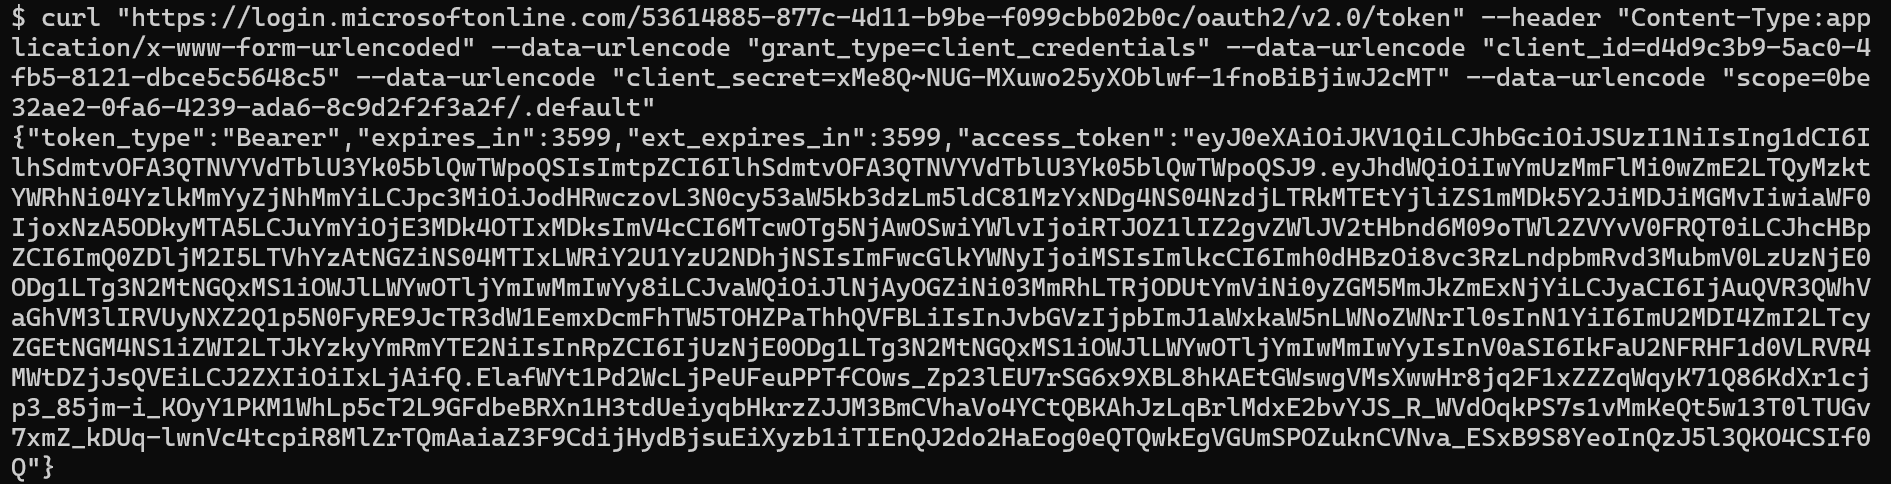 $ curl "https://login.microsoftonline.com/53614885-877c-4d11-b9be-f099cbb02b0c/oauth2/v2.0/token" --header "Content-Type:app
lication/x-www-form-urlencoded" --data-urlencode "grant_type=client_credentials" --data-urlencode "client_id=d4d9c3b9-5ac0-4
fb5-8121-dbce5c5648c5" --data-urlencode "client_secret=xMe8Q~NUG-MXuwo25yXOblwf-1fnoBiBjiwJ2cMT" --data-urlencode "scope=0be
32ae2-0fa6-4239-ada6-8c9d2f2f3a2f/.default"
{"token_type":"Bearer","expires_in":3599,"ext_expires_in":3599,"access_token":"eyJ0eXAiOiJKV1QiLCJhbGciOiJSUzI1NiIsIng1dCI6I
lhSdmtvOFA3QTNVYVdTblU3Yk05blQwTWpoQSIsImtpZCI6IlhSdmtvOFA3QTNVYVdTblU3Yk05blQwTWpoQSJ9.eyJhdWQiOiIwYmUzMmFlMi0wZmE2LTQyMzkt
YWRhNi04YzlkMmYyZjNhMmYiLCJpc3MiOiJodHRwczovL3N0cy53aW5kb3dzLm5ldC81MzYxNDg4NS04NzdjLTRkMTEtYjliZS1mMDk5Y2JiMDJiMGMvIiwiaWF0
IjoxNzA5ODkyMTA5LCJuYmYiOjE3MDk4OTIxMDksImV4cCI6MTcwOTg5NjAwOSwiYWlvIjoiRTJOZ1lIZ2gvZWlJV2tHbnd6M09oTWl2ZVYvV0FRQT0iLCJhcHBp
ZCI6ImQ0ZDljM2I5LTVhYzAtNGZiNS04MTIxLWRiY2U1YzU2NDhjNSIsImFwcGlkYWNyIjoiMSIsImlkcCI6Imh0dHBzOi8vc3RzLndpbmRvd3MubmV0LzUzNjE0
ODg1LTg3N2MtNGQxMS1iOWJlLWYwOTljYmIwMmIwYy8iLCJvaWQiOiJlNjAyOGZiNi03MmRhLTRjODUtYmViNi0yZGM5MmJkZmExNjYiLCJyaCI6IjAuQVR3QWhV
aGhVM3lIRVUyNXZ2Q1p5N0FyRE9JcTR3dW1EemxDcmFhTW5TOHZPaThhQVFBLiIsInJvbGVzIjpbImJ1aWxkaW5nLWNoZWNrIl0sInN1YiI6ImU2MDI4ZmI2LTcy
ZGEtNGM4NS1iZWI2LTJkYzkyYmRmYTE2NiIsInRpZCI6IjUzNjE0ODg1LTg3N2MtNGQxMS1iOWJlLWYwOTljYmIwMmIwYyIsInV0aSI6IkFaU2NFRHF1d0VLRVR4
MWtDZjJsQVEiLCJ2ZXIiOiIxLjAifQ.ElafWYt1Pd2WcLjPeUFeuPPTfCOws_Zp23lEU7rSG6x9XBL8hKAEtGWswgVMsXwwHr8jq2F1xZZZqWqyK71Q86KdXr1cj
p3_85jm-i_KOyY1PKM1WhLp5cT2L9GFdbeBRXn1H3tdUeiyqbHkrzZJJM3BmCVhaVo4YCtQBKAhJzLqBrlMdxE2bvYJS_R_WVdOqkPS7s1vMmKeQt5w13T0lTUGv
7xmZ_kDUq-lwnVc4tcpiR8MlZrTQmAaiaZ3F9CdijHydBjsuEiXyzb1iTIEnQJ2do2HaEog0eQTQwkEgVGUmSPOZuknCVNva_ESxB9S8YeoInQzJ5l3QKO4CSIf0
Q"}